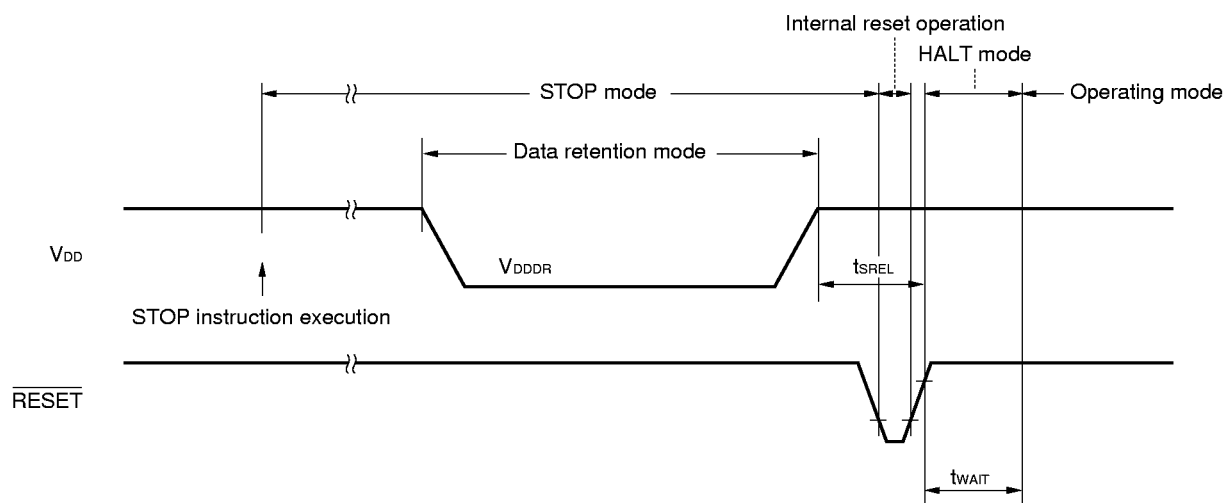 Internal reset operation
HALT mode
STOP mode
Operating mode
Data retention mode
VDD
VDDDR
tSREL
STOP instruction execution
RESET
tWAIT